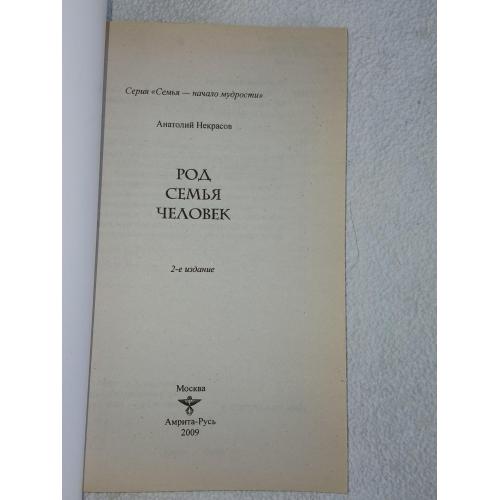 Серия «Семья — начало мудрости»
Анатолий Некрасов
РОД
СЕМЬЯ
ЧЕЛОВЕК
2-е издание
Москва
Амрита-Русь
2009